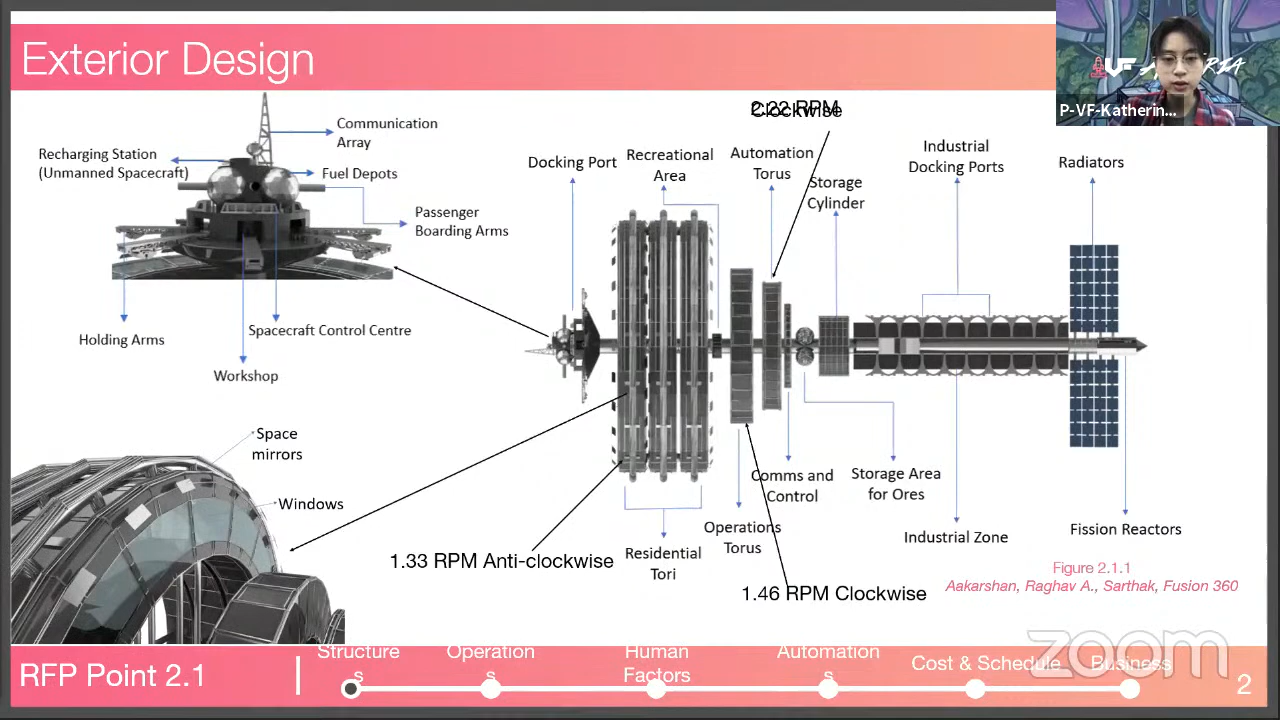 Exterior Design
P-VF-Katherin...
2.22 RPM
Clockwise
Communication
Array
Recharging Station
(Unmanned Spacecraft)
Fuel Depots
Passenger
Boarding Arms
Holding Arms
Spacecraft Control Centre
Workshop
Docking Port
Recreational
Area
Automation
Torus
Storage
Cylinder
Industrial
Docking Ports
Radiators
Space
mirrors
Windows
1.33 RPM Anti-clockwise
Residential
Tori
Operations
Torus
Comms and
Control
Storage Area
for Ores
Industrial Zone
Fission Reactors
1.46 RPM Clockwise
Figure 2.1.1
Aakarshan, Raghav A., Sarthak, Fusion 360
zoom
RFP Point 2.1
Structure
s
Operation
s
Human
Factors
Automation
s
Cost & Schedule
Business
2